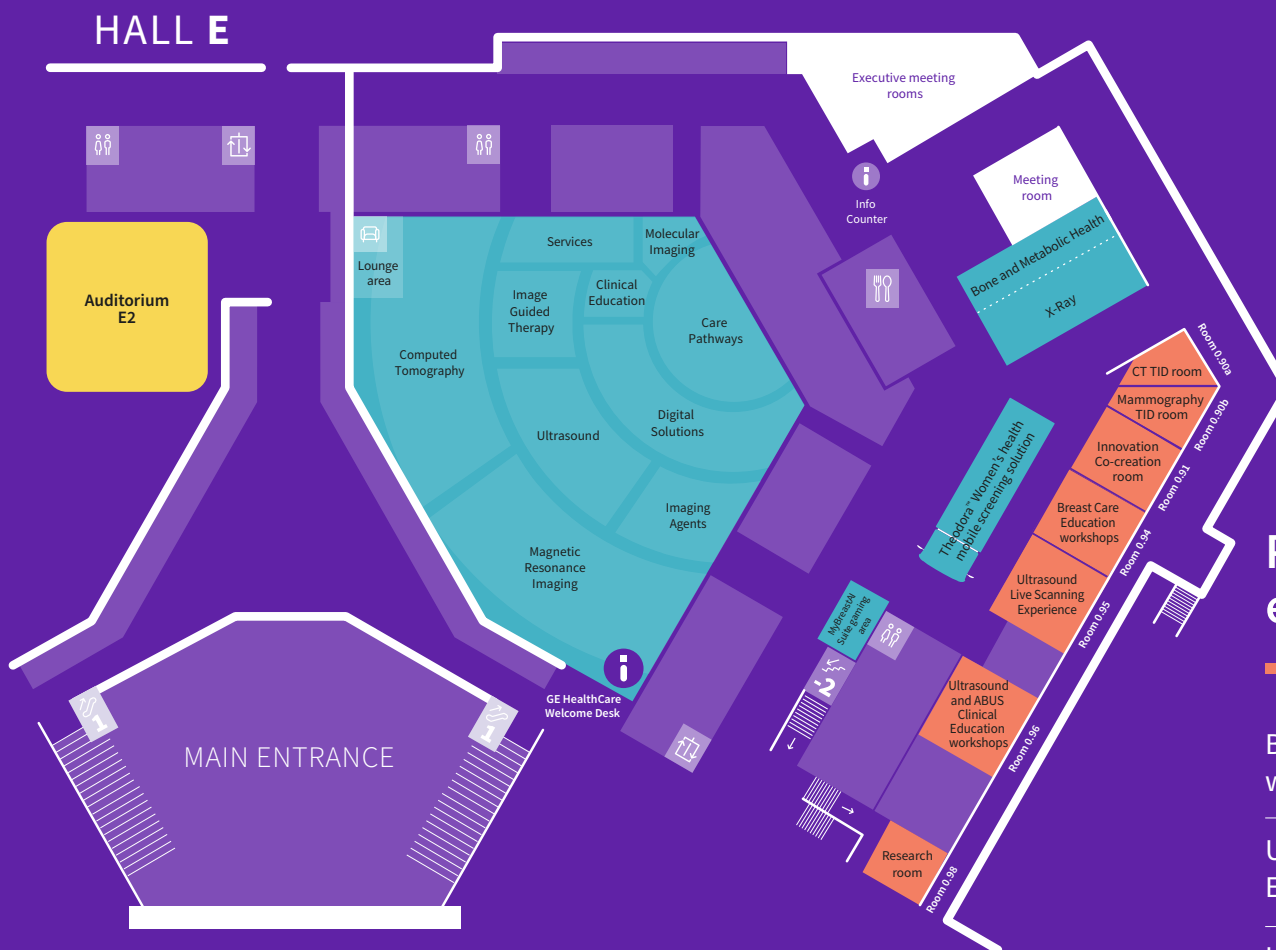 HALL E
Executive meeting
rooms
Info
Counter
Meeting
room
Bone and Metabolic Health
X-Ray
Auditorium
E2
Lounge
area
Services
Molecular
Imaging
Clinical
Education
Image
Guided
Therapy
Care
Pathways
Computed
Tomography
Ultrasound
Digital
Solutions
Imaging
Agents
Magnetic
Resonance
Imaging
Theodora™ Women's health
mobile screening solution
MyBreastAI
Suite gaming
area
-2
CT TID room
Room 0.90a
Mammography
TID room
Room 0.90b
Innovation
Co-creation
room
Room 0.91
Breast Care
Education
workshops
Room 0.94
Ultrasound
Live Scanning
Experience
Room 0.95
Ultrasound
and ABUS
Clinical
Education
workshops
Room 0.96
Research
room
Room 0.98
GE HealthCare
Welcome Desk
1
1
MAIN ENTRANCE